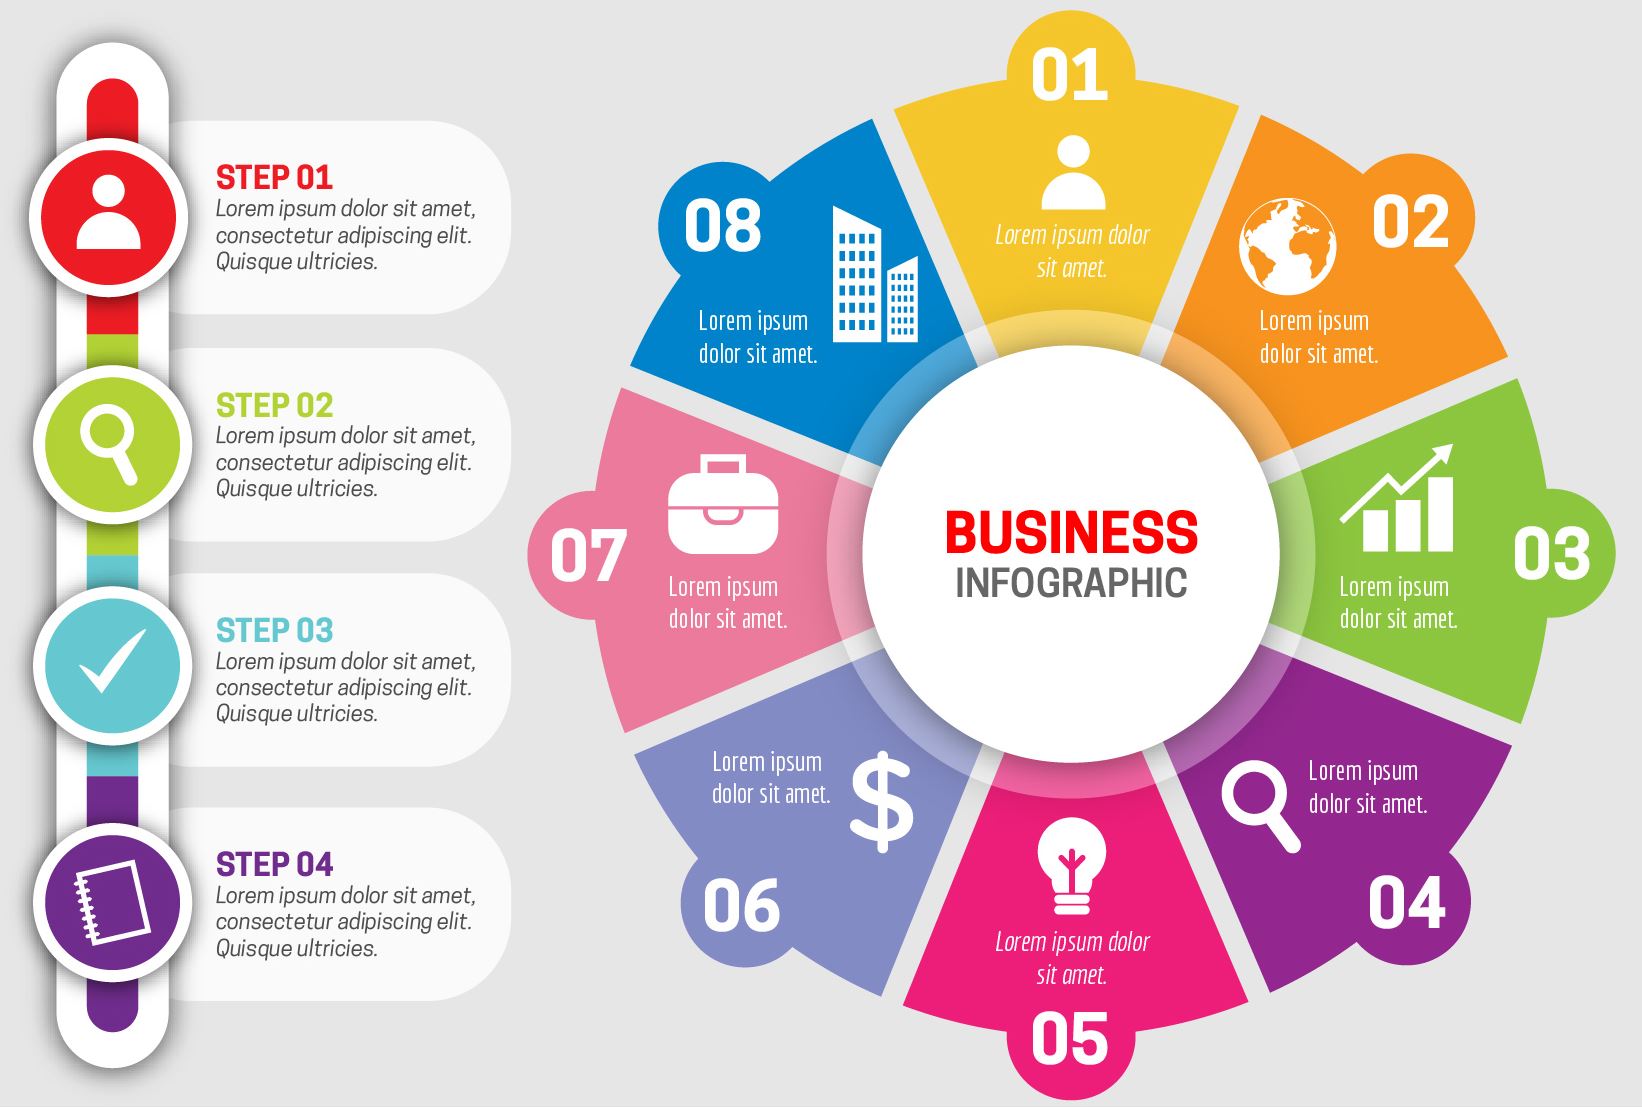 STEP 01
Lorem ipsum dolor sit amet,
consectetur adipiscing elit.
Quisque ultricies.
STEP 02
Lorem ipsum dolor sit amet,
consectetur adipiscing elit.
Quisque ultricies.
STEP 03
Lorem ipsum dolor sit amet,
consectetur adipiscing elit.
Quisque ultricies.
STEP 04
Lorem ipsum dolor sit amet,
consectetur adipiscing elit.
Quisque ultricies.
BUSINESS
INFOGRAPHIC
01
Lorem ipsum dolor
sit amet.
02
Lorem ipsum
dolor sit amet.
03
Lorem ipsum
dolor sit amet.
04
Lorem ipsum
dolor sit amet.
05
Lorem ipsum dolor
sit amet.
06
Lorem ipsum
dolor sit amet.
$
07
Lorem ipsum
dolor sit amet.
08
Lorem ipsum
dolor sit amet.